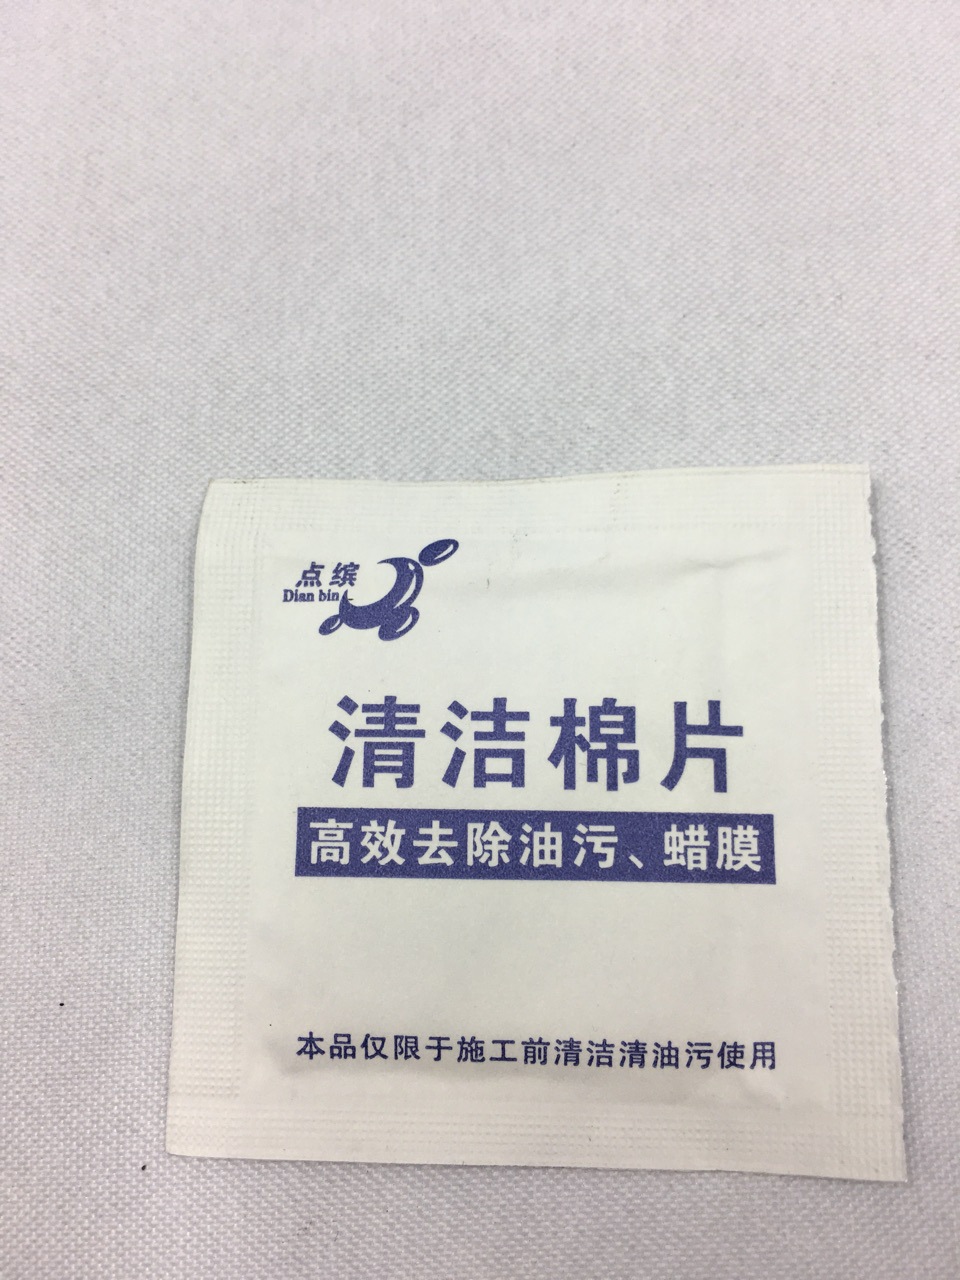 点缤
Dian bin
清洁棉片
高效去除油污、蜡膜
本品仅限于施工前清洁清油污使用